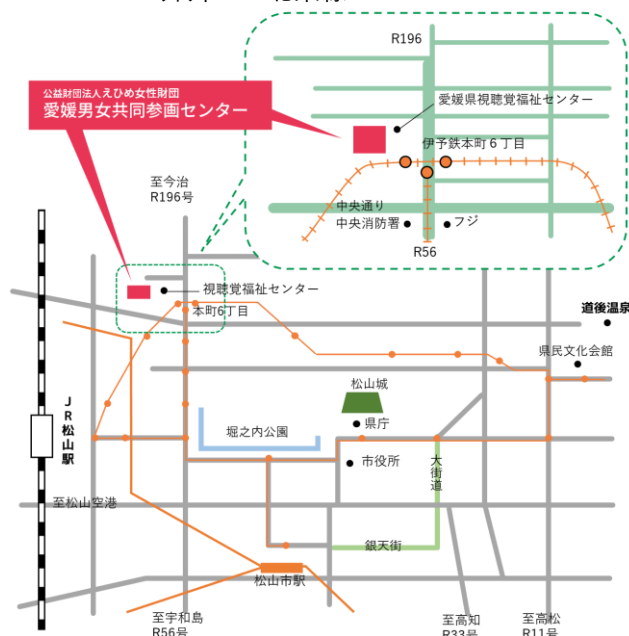 公益財団法人えひめ女性財団
愛媛男女共同参画センター
R196
愛媛県視聴覚福祉センター
伊予鉄本町6丁目
中央通り
中央消防署
フジ
R56
至今治
R196号
視聴覚福祉センター
本町6丁目
道後温泉
県民文化会館
松山城
県庁
堀之内公園
市役所
大街道
JR松山駅
至松山空港
銀天街
松山市駅
至宇和島
R56号
至高知
R33号
至高松
R11号